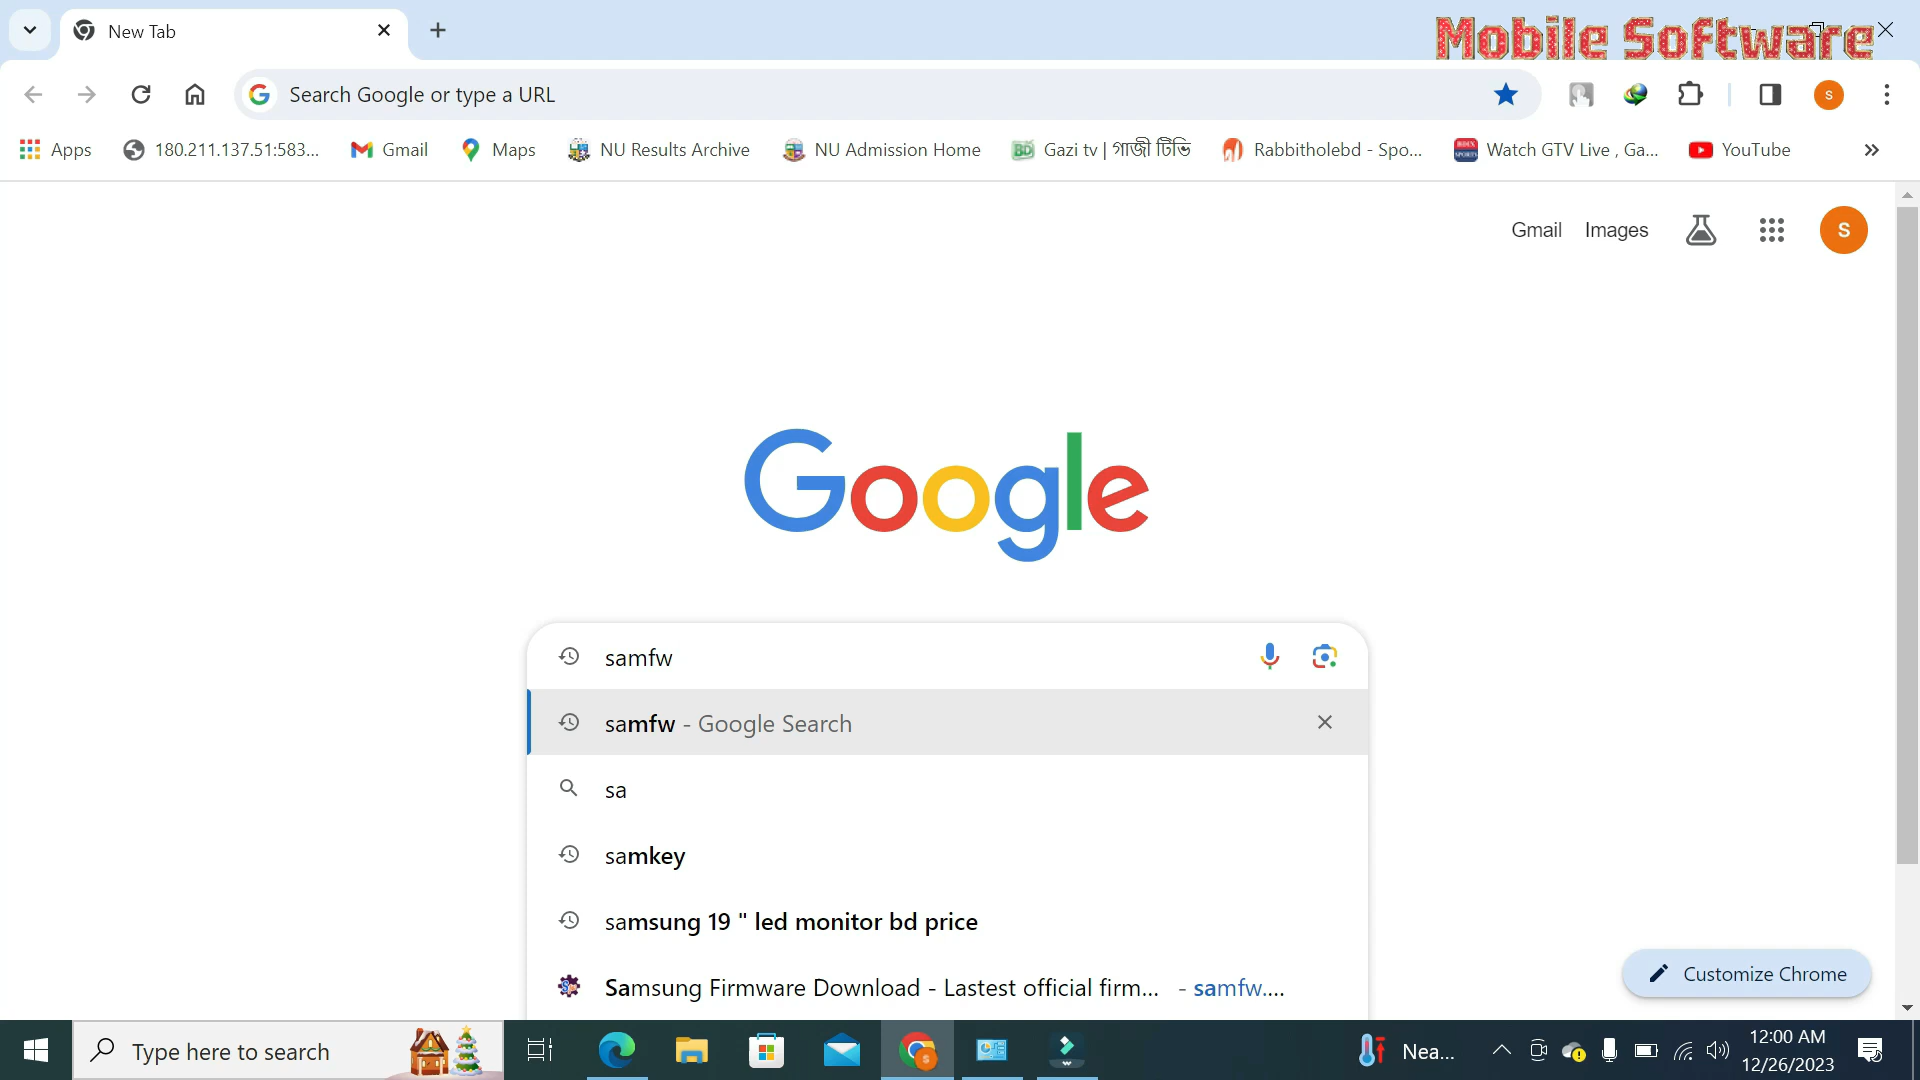 New Tab
Mobile Software
Search Google or type a URL
S
Apps
180.211.137.51:583...
Gmail
Maps
NU Results Archive
NU Admission Home
BD
Gazi tv | গাজী টিভি
Rabbitholebd - Spo...
Watch GTV Live , Ga...
YouTube
Gmail
Images
S
Google
samfw
samfw - Google Search
sa
samkey
samsung 19 " led monitor bd price
Samsung Firmware Download - Lastest official firm... - samfw....
Customize Chrome
Type here to search
Nea...
12:00 AM
12/26/2023